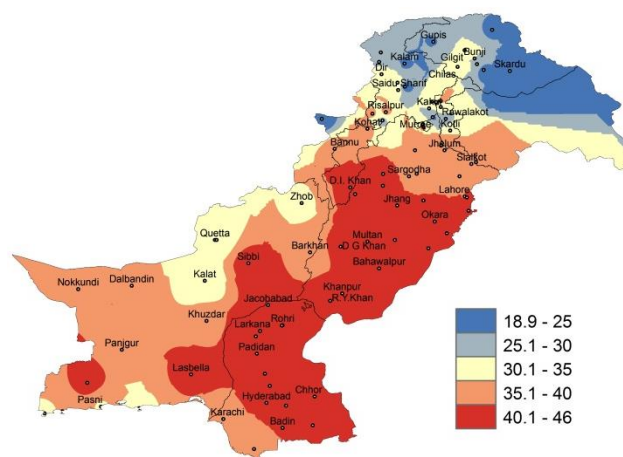 Gupis
Kalam
Gilgit
Bunji
Dir
Chilas
Skardu
Saidu Sharif
Risalpur
Kakul
Rawalakot
Kohat
Murree
Kotli
Bannu
Jhalum
Sialkot
D.I. Khan
Sargogha
Zhob
Jhang
Lahore
Okara
Quetta
Multan
Barkhan
D G Khan
Sibbi
Bahawalpur
Kalat
Nokkundi
Dalbandin
Khanpur
R.Y.Khan
Jacobabad
Khuzdar
Larkana
Rohri
Panjgur
Padidan
Lasbella
Pasni
Hyderabad
Chhor
Karachi
Badin
18.9 - 25
25.1 - 30
30.1 - 35
35.1 - 40
40.1 - 46